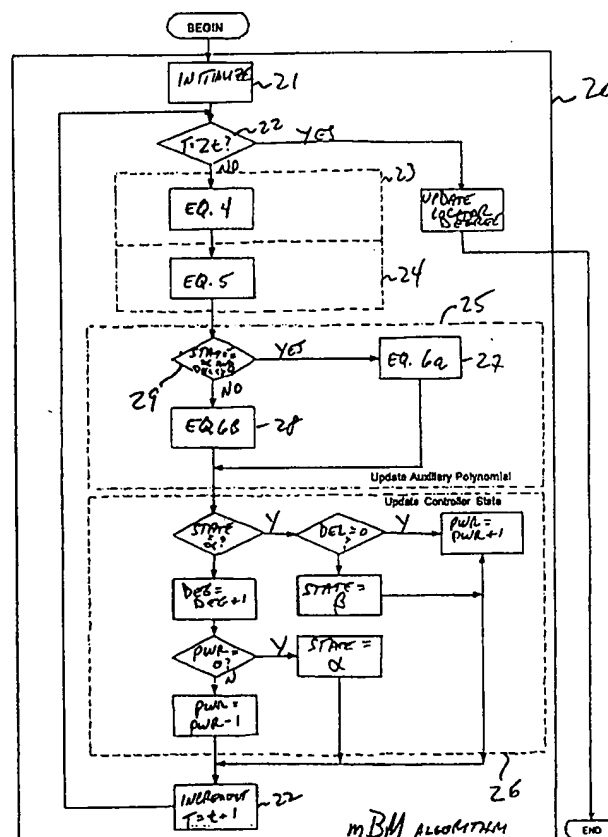 BEGIN
INITIALIZE
21
20
22
T=2t?
YES
NO
23
EQ. 4
UPDATE
LOCATOR
DEGREE
EQ. 5
24
25
STATE=
α AND
29
YES
EQ. 6a
27
NO
EQ 6B
28
Update Auxiliary Polynomial
Update Controller State
STATE
α?
Y
DEL=0
?
Y
PWR=
PWR+1
DEG=
DEG+1
STATE=
β
PWR=
0?
Y
STATE=
α
N
PWR=
PWR-1
26
INCREMENT
T=t+1
22
mBM ALGORITHM
END